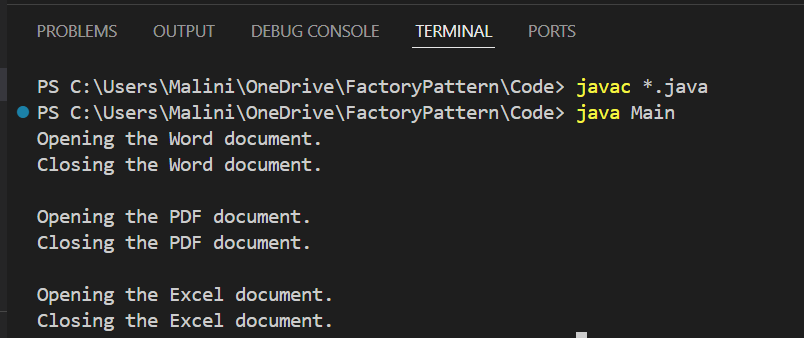 PROBLEMS OUTPUT DEBUG CONSOLE TERMINAL PORTS
PS C:\Users\Malini\OneDrive\FactoryPattern\Code> javac *.java
PS C:\Users\Malini\OneDrive\FactoryPattern\Code> java Main
Opening the Word document.
Closing the Word document.
Opening the PDF document.
Closing the PDF document.
Opening the Excel document.
Closing the Excel document.